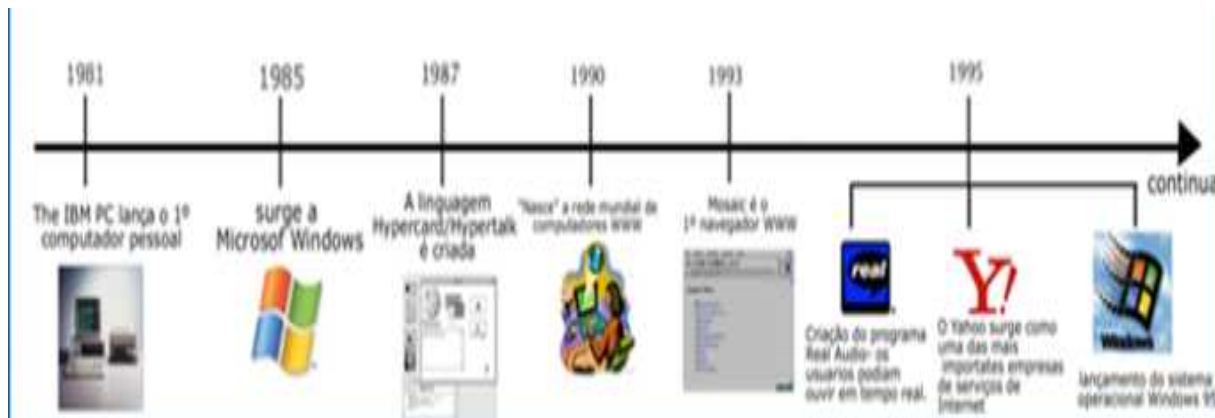 1981
1985
1987
1990
1993
1995
continua
The IBM PC lança o 1º
computador pessoal
surge a
Microsof Windows
A linguagem
Hypercard/Hypertalk
é criada
"Nasce" a rede mundial de
computadores WWW
Mosaic é o
1º navegador WWW
real
Criação do programa
Real Audio- os
usuarios podiam
ouvir em tempo real.
Y!
O Yahoo surge como
uma das mais
importates empresas
de serviços de
Internet
Windows
lançamento do sistema
operacional Windows 95